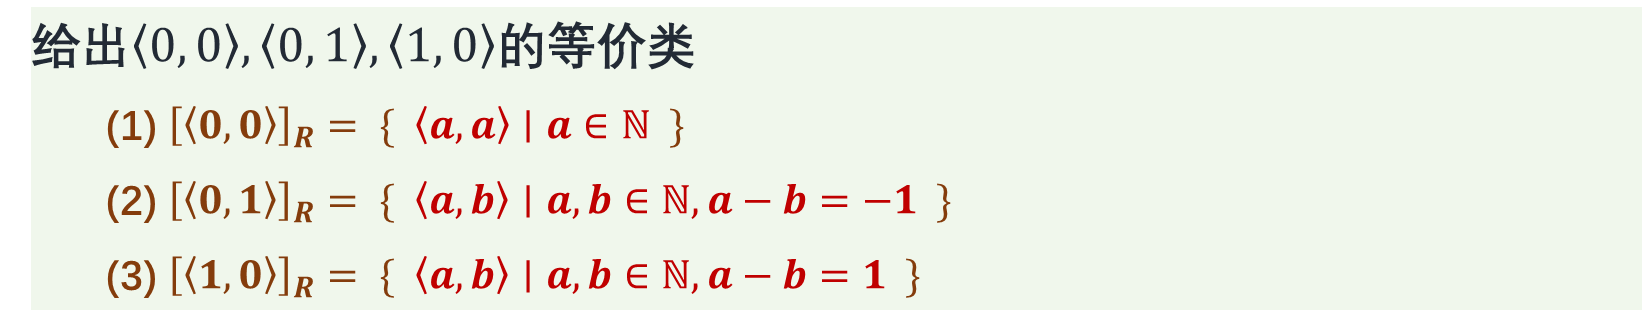 给出⟨0, 0⟩, ⟨0, 1⟩, ⟨1, 0⟩的等价类
(1) [⟨0, 0⟩]_R = { ⟨a, a⟩ ∣ a ∈ ℕ }
(2) [⟨0, 1⟩]_R = { ⟨a, b⟩ ∣ a, b ∈ ℕ, a − b = −1 }
(3) [⟨1, 0⟩]_R = { ⟨a, b⟩ ∣ a, b ∈ ℕ, a − b = 1 }